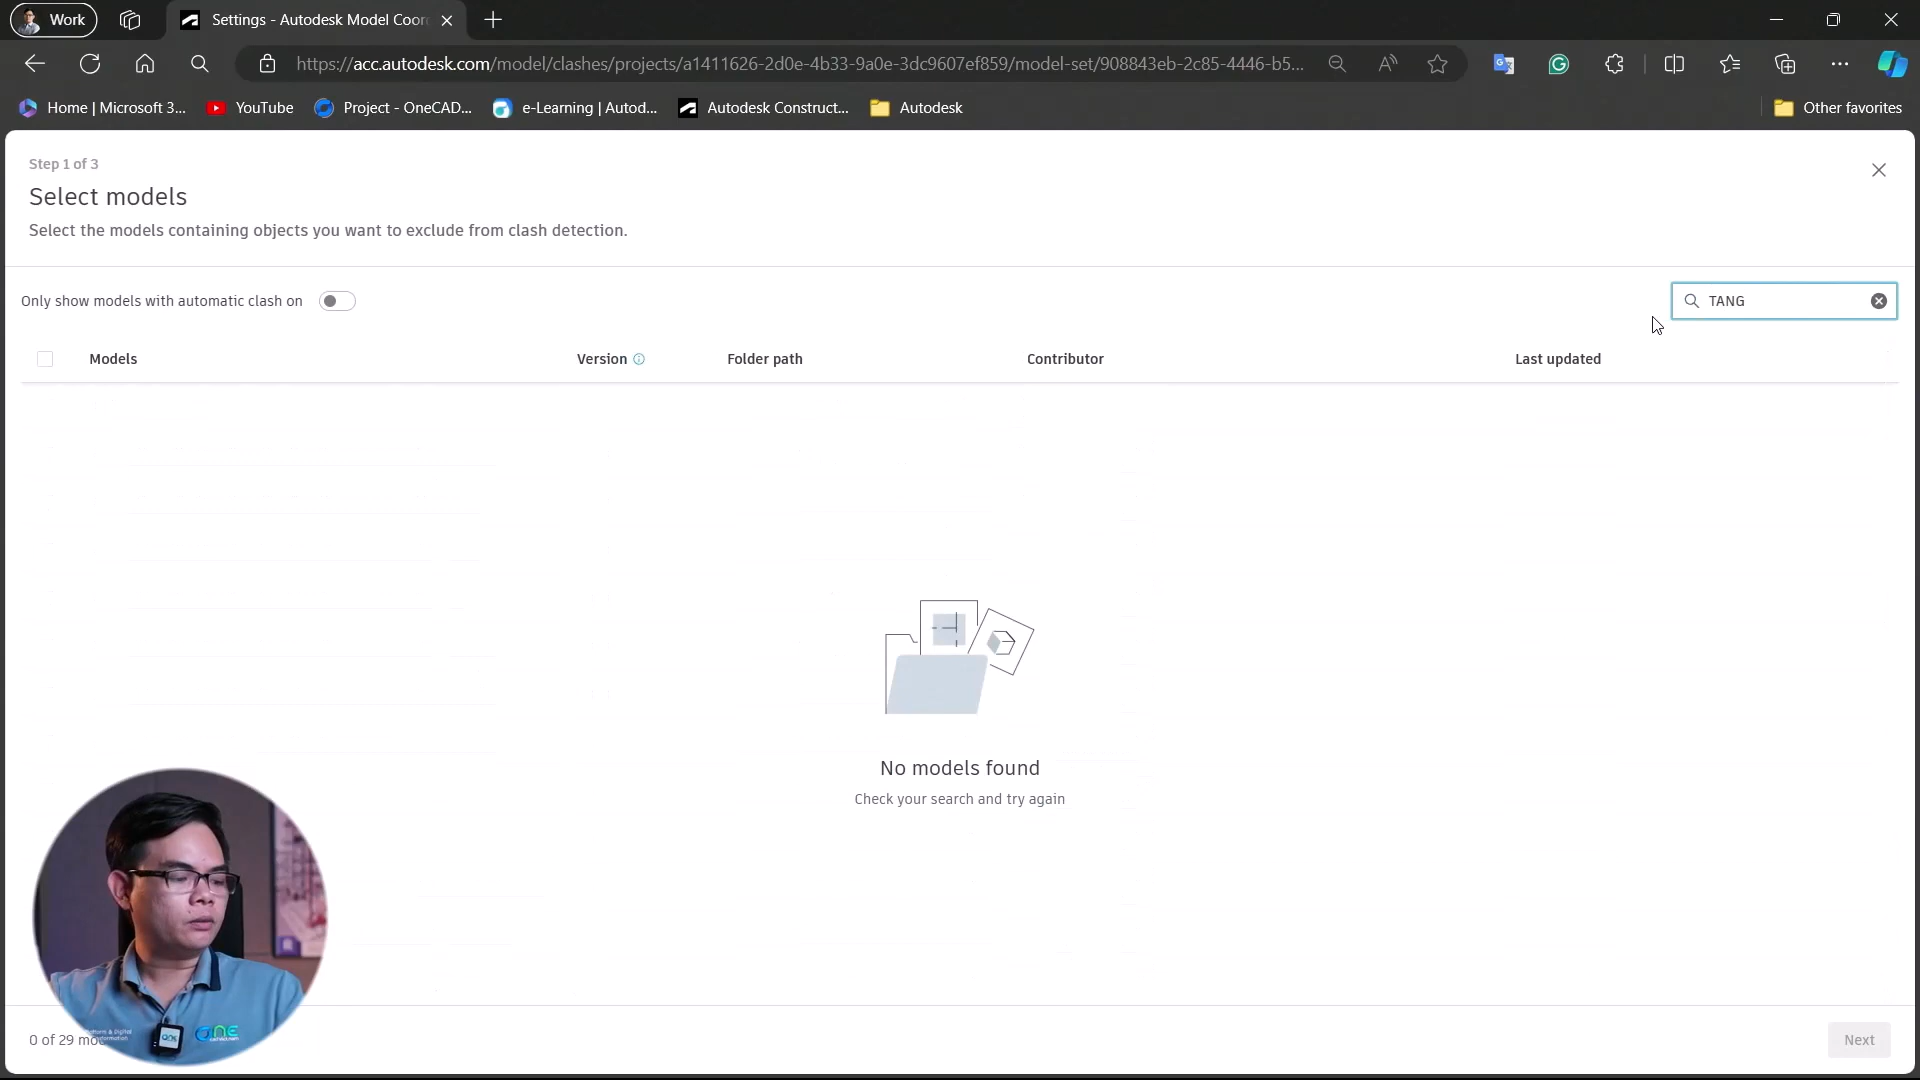 Work
Settings - Autodesk Model Coor
https://acc.autodesk.com/model/clashes/projects/a1411626-2d0e-4b33-9a0e-3dc9607ef859/model-set/908843eb-2c85-4446-b5...
Home | Microsoft 3...
YouTube
Project - OneCAD...
e-Learning | Autod...
Autodesk Construct...
Autodesk
Other favorites
Step 1 of 3
Select models
Select the models containing objects you want to exclude from clash detection.
Only show models with automatic clash on
TANG
Models Version Folder path Contributor Last updated
No models found
Check your search and try again
0 of 29 mo
Next
ONE